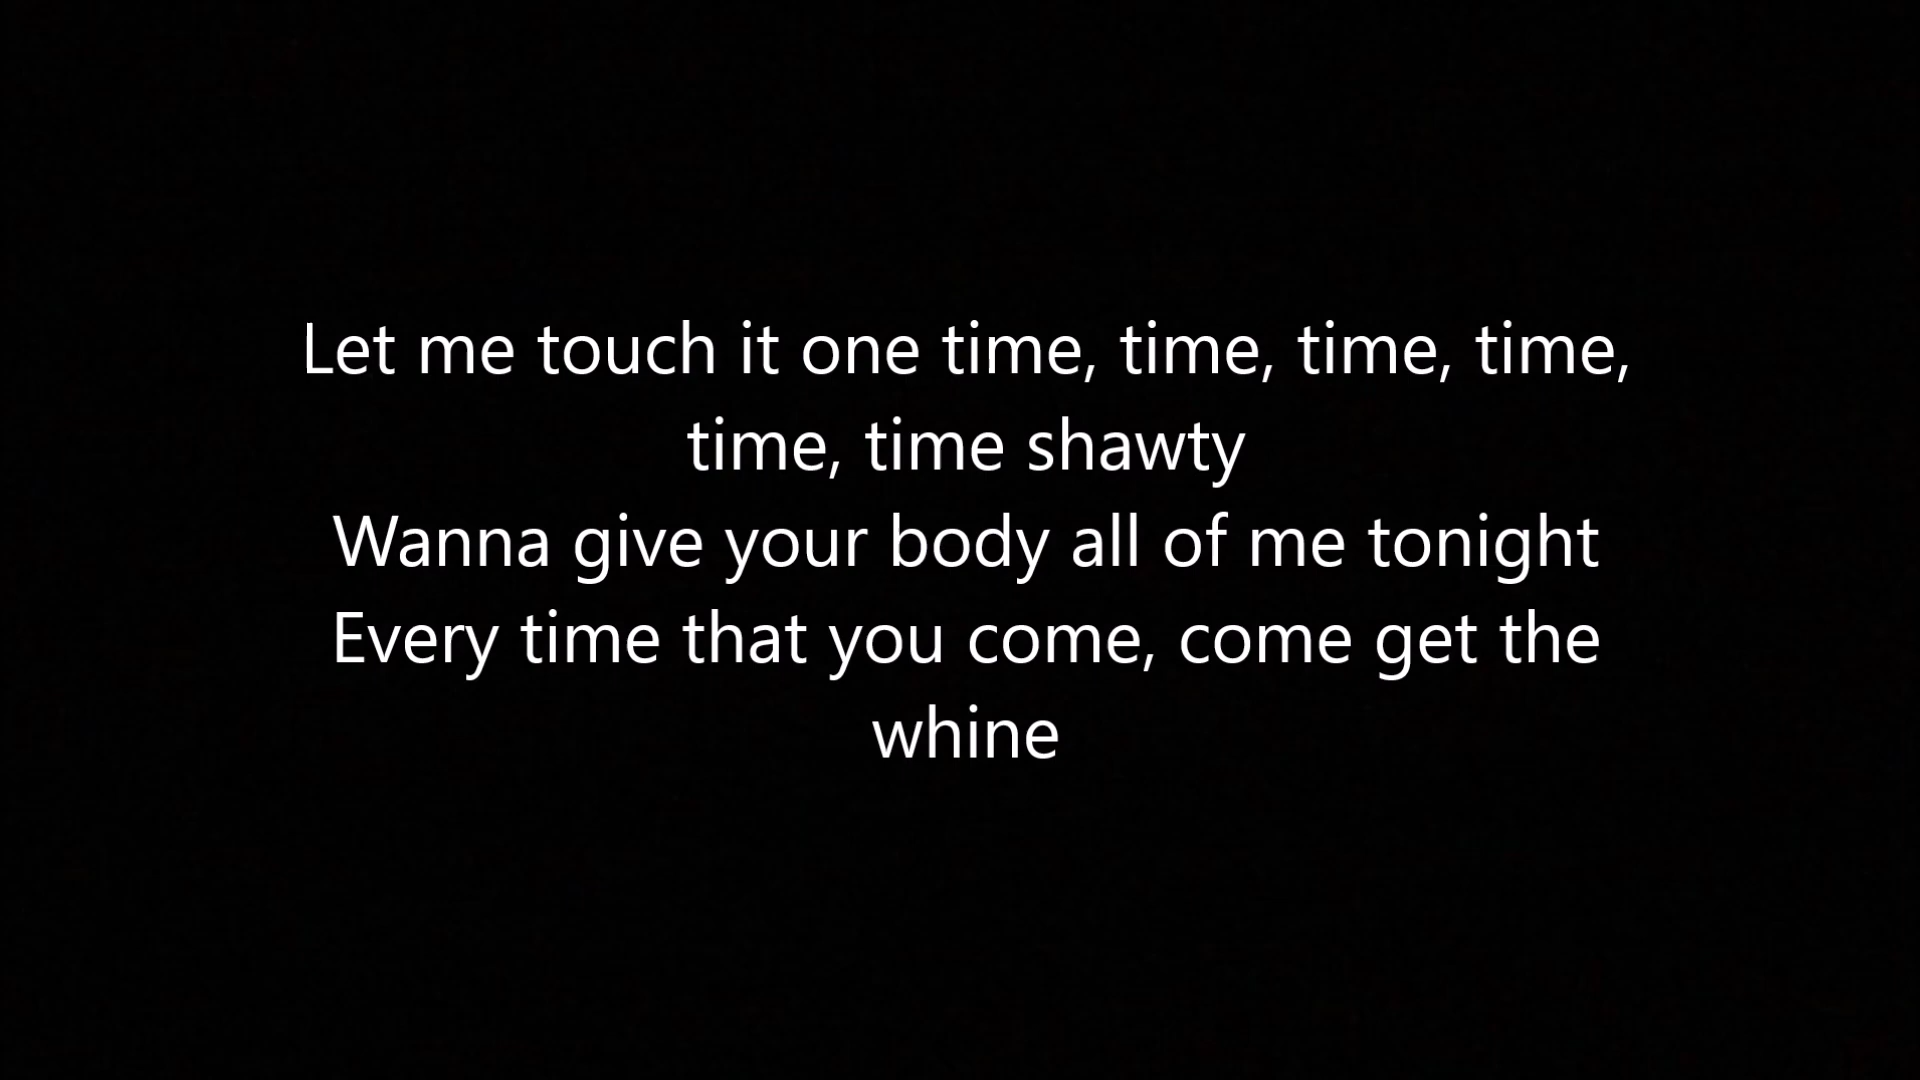 Let me touch it one time, time, time, time,
time, time shawty
Wanna give your body all of me tonight
Every time that you come, come get the
whine